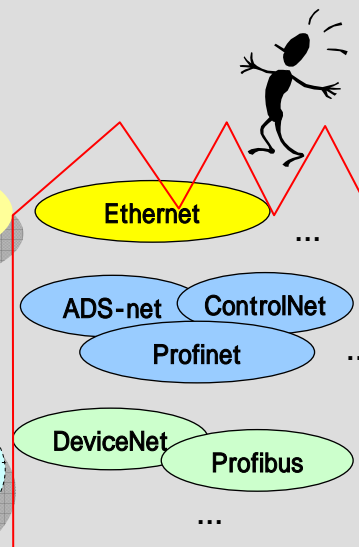 Ethernet
...
ADS-net
ControlNet
Profinet
...
DeviceNet
Profibus
...